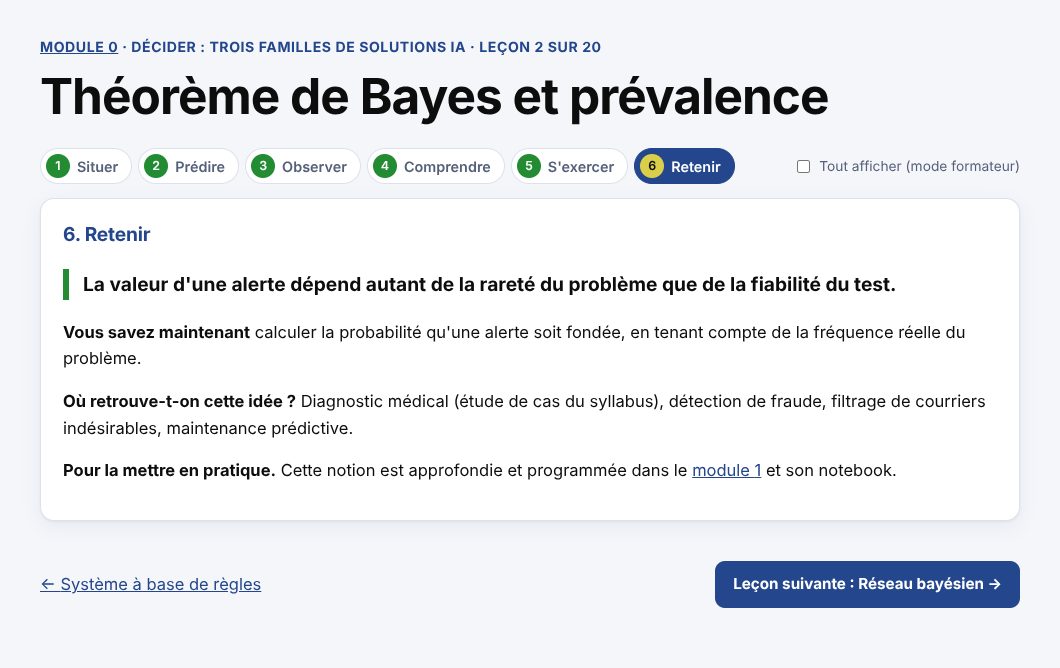 MODULE 0 · DÉCIDER : TROIS FAMILLES DE SOLUTIONS IA · LEÇON 2 SUR 20
Théorème de Bayes et prévalence
1 Situer 2 Prédire 3 Observer 4 Comprendre 5 S'exercer 6 Retenir Tout afficher (mode formateur)
6. Retenir
La valeur d'une alerte dépend autant de la rareté du problème que de la fiabilité du test.
Vous savez maintenant calculer la probabilité qu'une alerte soit fondée, en tenant compte de la fréquence réelle du
problème.
Où retrouve-t-on cette idée ? Diagnostic médical (étude de cas du syllabus), détection de fraude, filtrage de courriers
indésirables, maintenance prédictive.
Pour la mettre en pratique. Cette notion est approfondie et programmée dans le module 1 et son notebook.
← Système à base de règles Leçon suivante : Réseau bayésien →